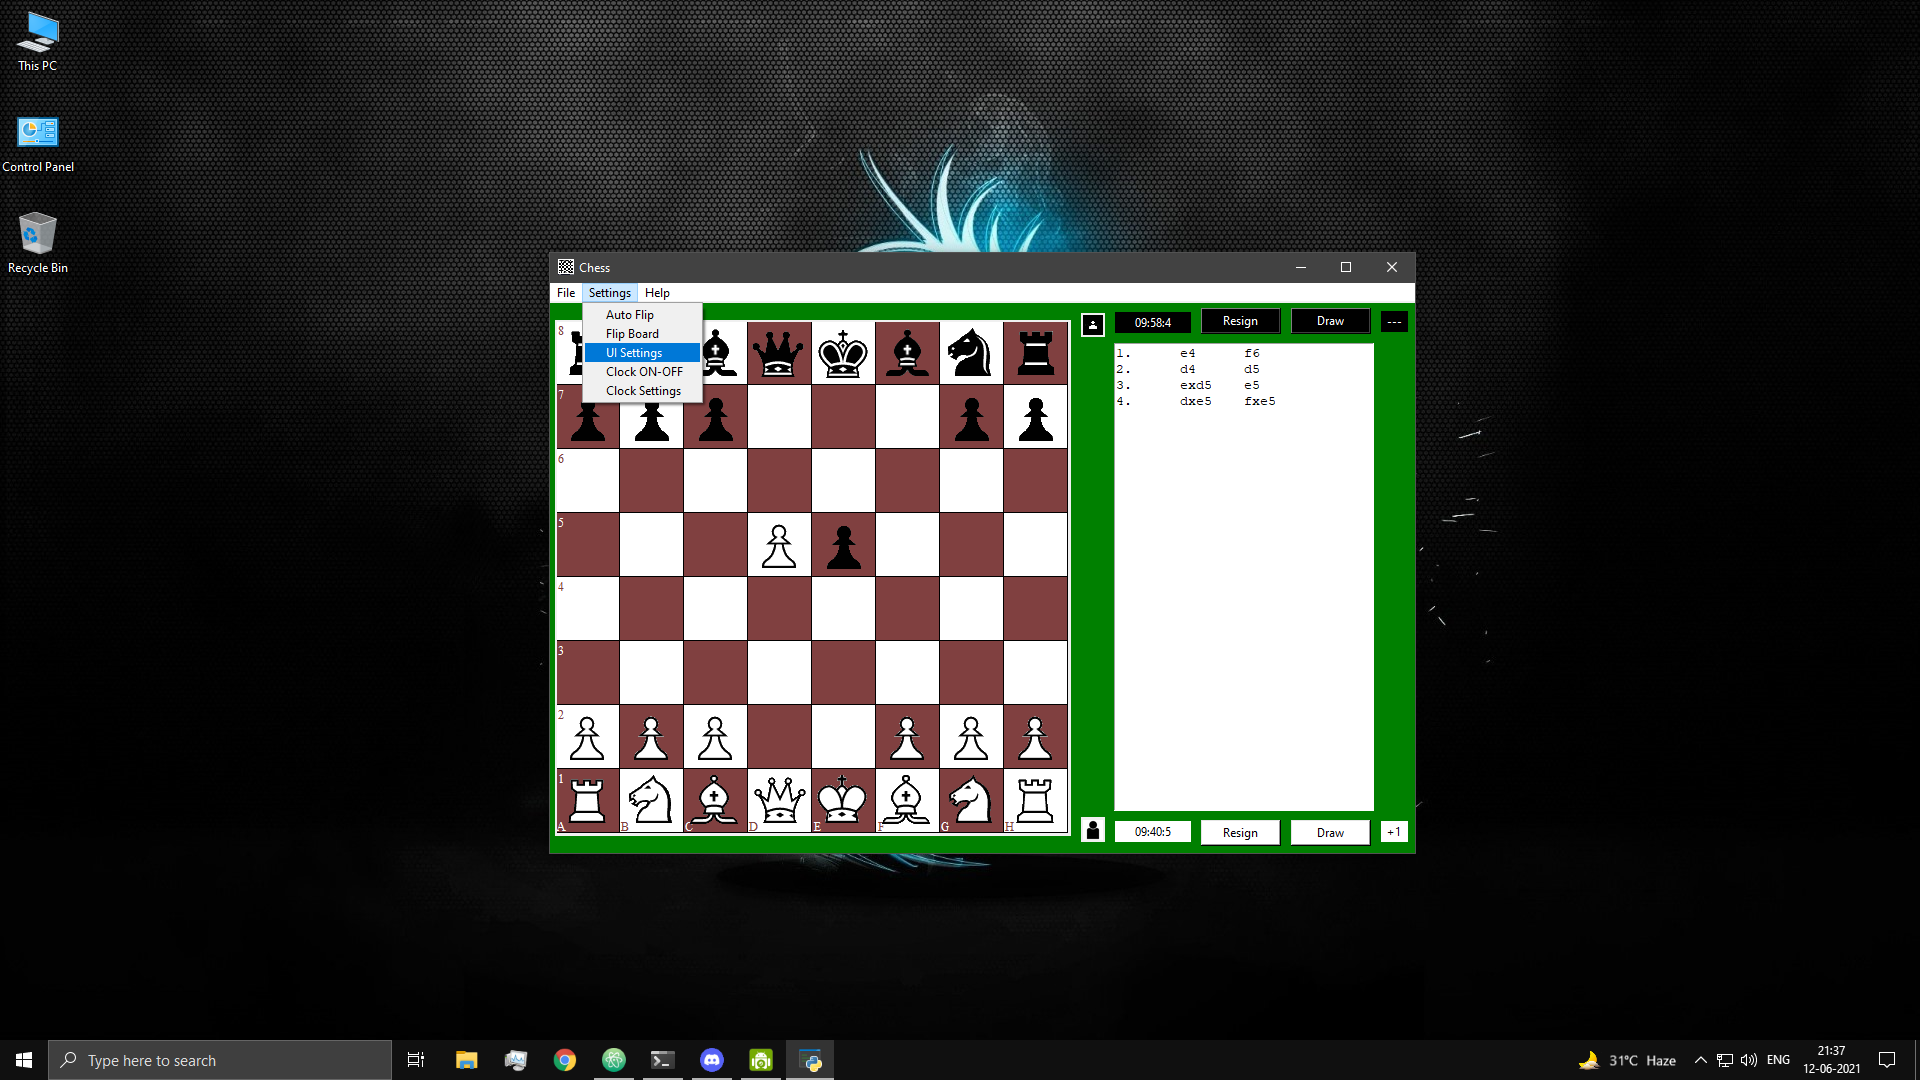 This PC
Control Panel
Recycle Bin
Chess
File Settings Help
Auto Flip
Flip Board
UI Settings
Clock ON-OFF
Clock Settings
09:58:4 Resign Draw ---
1. e4 f6
2. d4 d5
3. exd5 e5
4. dxe5 fxe5
8
7
6
5
4
3
2
1
A B C D E F G H
09:40:5 Resign Draw +1
Type here to search
31°C Haze
ENG
21:37
12-06-2021